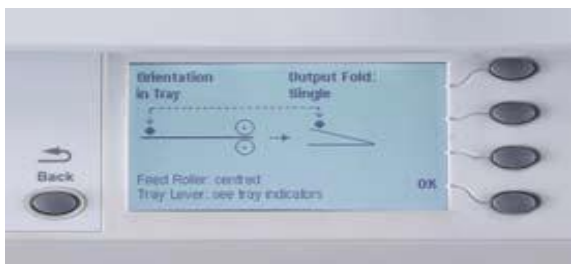 Orientation
in Tray
Output Fold:
Single
Feed Roller: centred
Tray Lever: see tray indicators
OK
Back